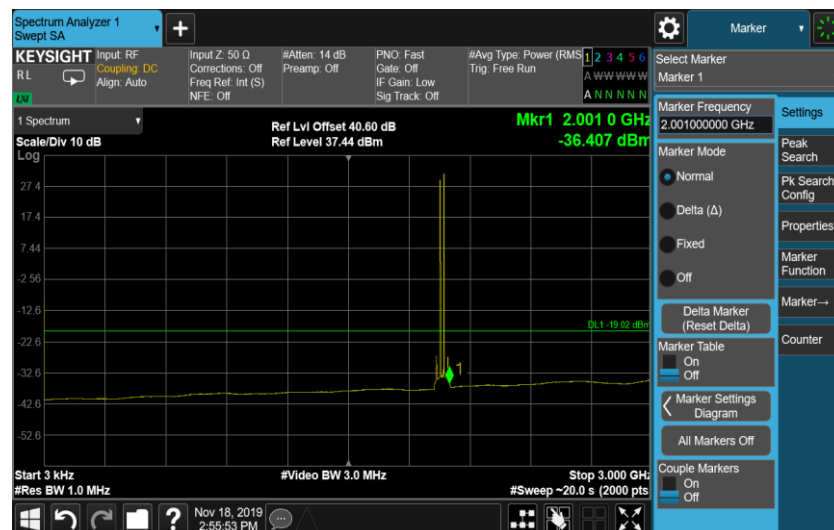 Spectrum Analyzer 1
Swept SA
+
Marker
KEYSIGHT
RL
LXI
Input: RF
Coupling: DC
Align: Auto
Input Z: 50 Ω
Corrections: Off
Freq Ref: Int (S)
NFE: Off
#Atten: 14 dB
Preamp: Off
PNO: Fast
Gate: Off
IF Gain: Low
Sig Track: Off
#Avg Type: Power (RMS
Trig: Free Run
1 2 3 4 5 6
A W W W W W
A N N N N N
Select Marker
Marker 1
1 Spectrum
Scale/Div 10 dB
Log
Ref Lvl Offset 40.60 dB
Ref Level 37.44 dBm
Mkr1 2.001 0 GHz
-36.407 dBm
27.4
17.4
7.44
-2.56
-12.6
-22.6
-32.6
-42.6
-52.6
DL1 -19.02 dBm
1
Start 3 kHz
#Res BW 1.0 MHz
#Video BW 3.0 MHz
Stop 3.000 GHz
#Sweep ~20.0 s (2000 pts)
Marker Frequency
2.001000000 GHz
Marker Mode
Normal
Delta (Δ)
Fixed
Off
Delta Marker
(Reset Delta)
Marker Table
On
Off
Marker Settings
Diagram
All Markers Off
Couple Markers
On
Off
Settings
Peak
Search
Pk Search
Config
Properties
Marker
Function
Marker→
Counter
?
Nov 18, 2019
2:55:53 PM